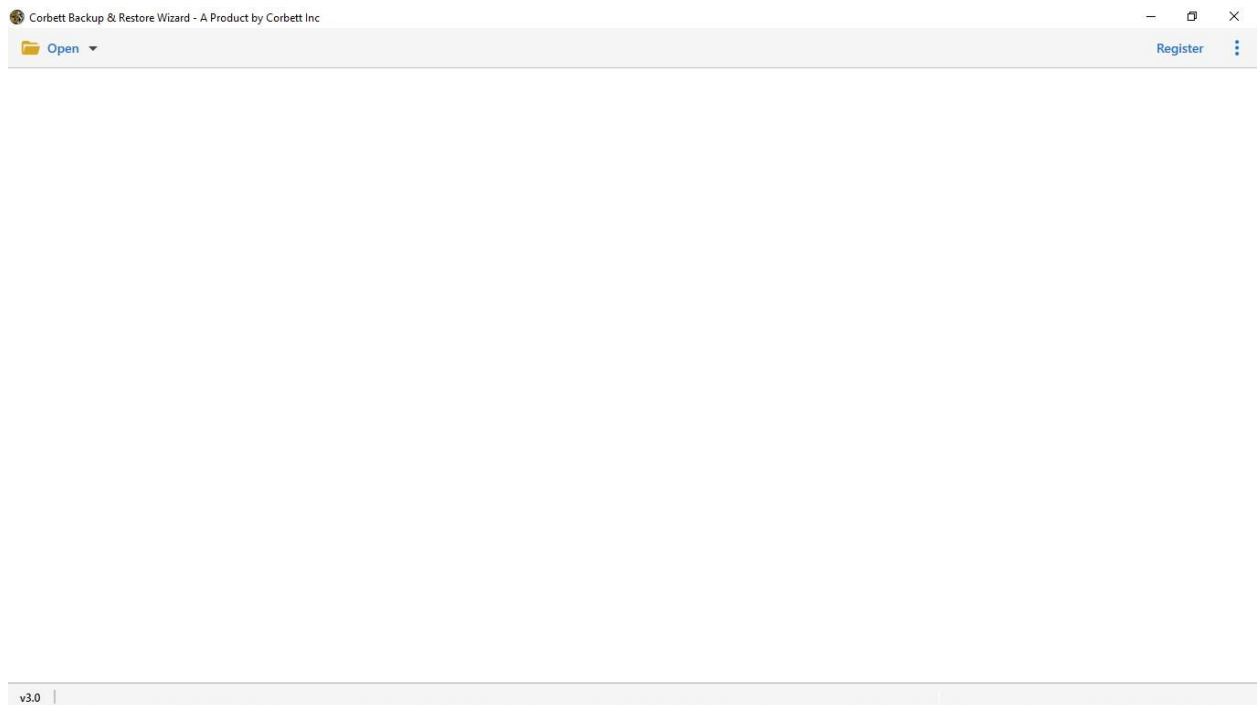 Corbett Backup & Restore Wizard - A Product by Corbett Inc
Open
Register
v3.0